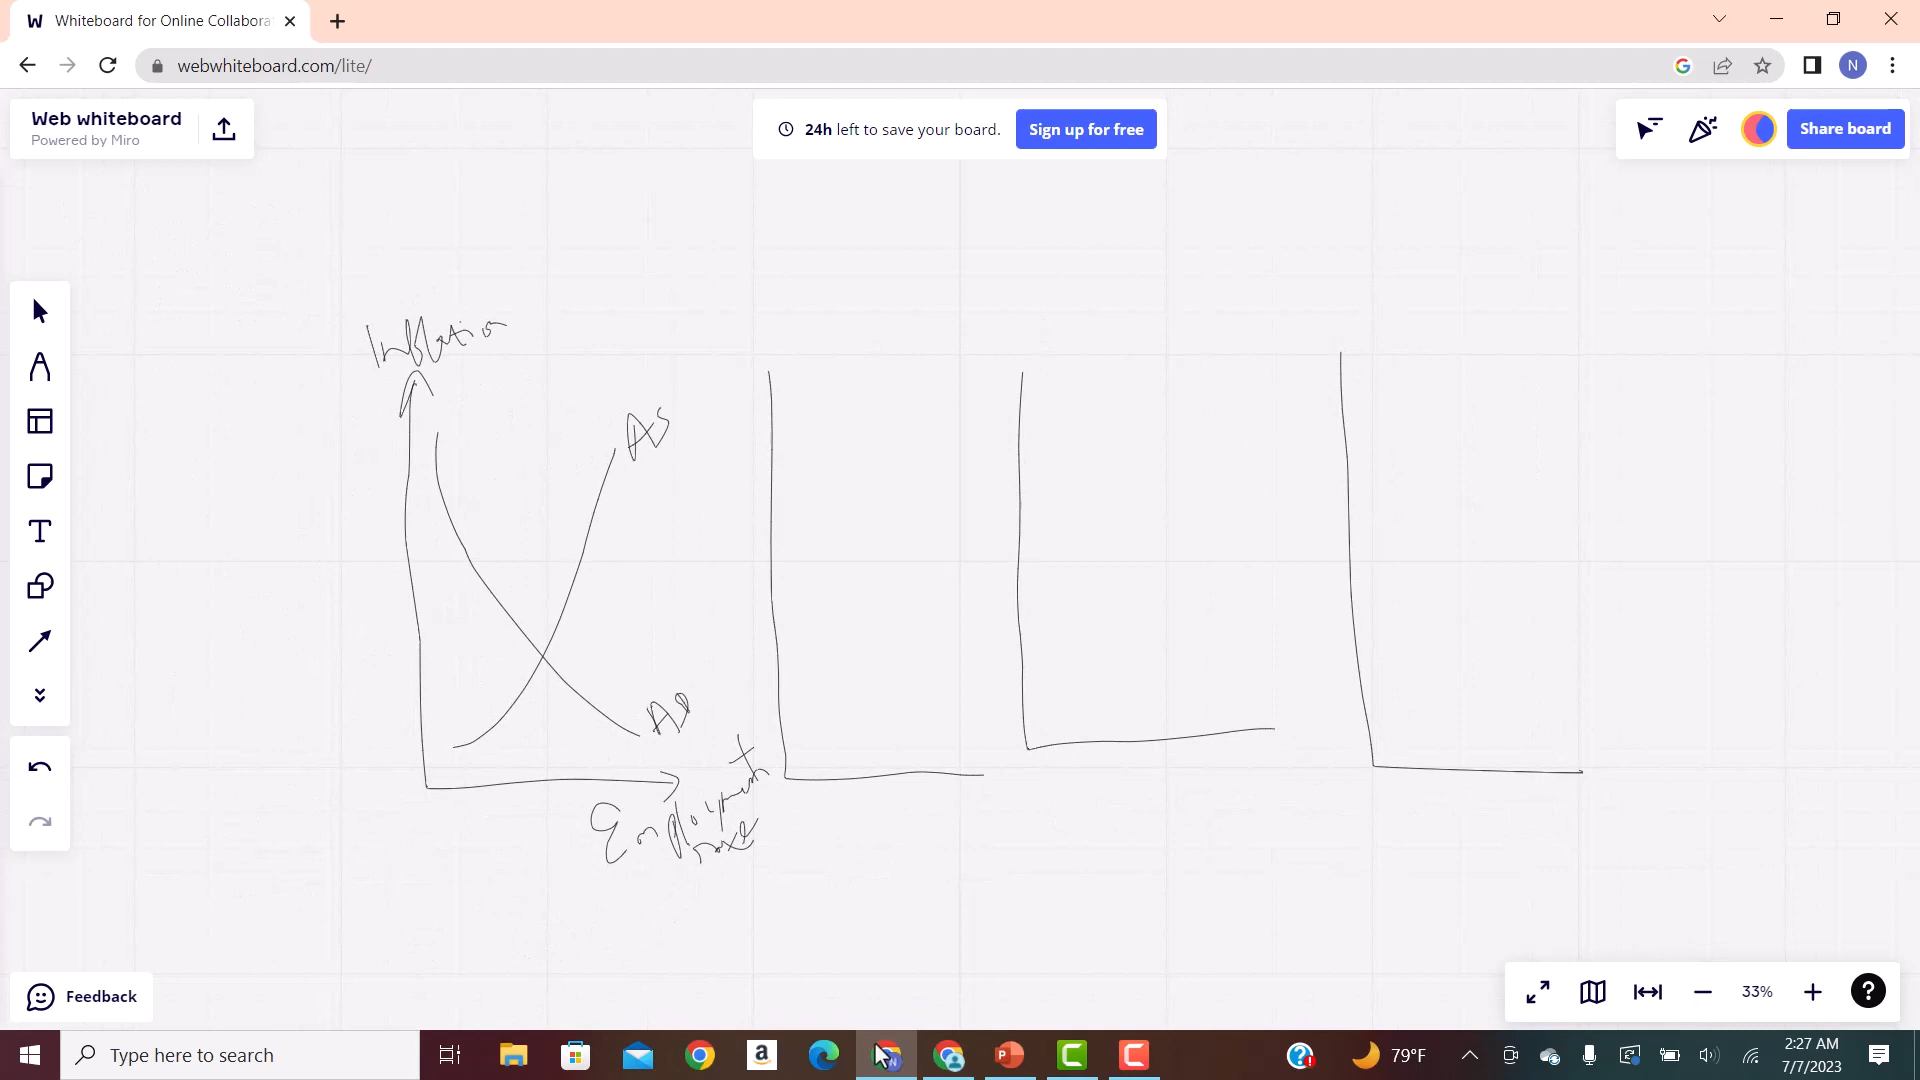 Whiteboard for Online Collabora
webwhiteboard.com/lite/
N
Web whiteboard
Powered by Miro
24h left to save your board.
Sign up for free
Share board
Inflation
AS
AD
Employment
rate
Feedback
33%
Type here to search
79°F
2:27 AM
7/7/2023